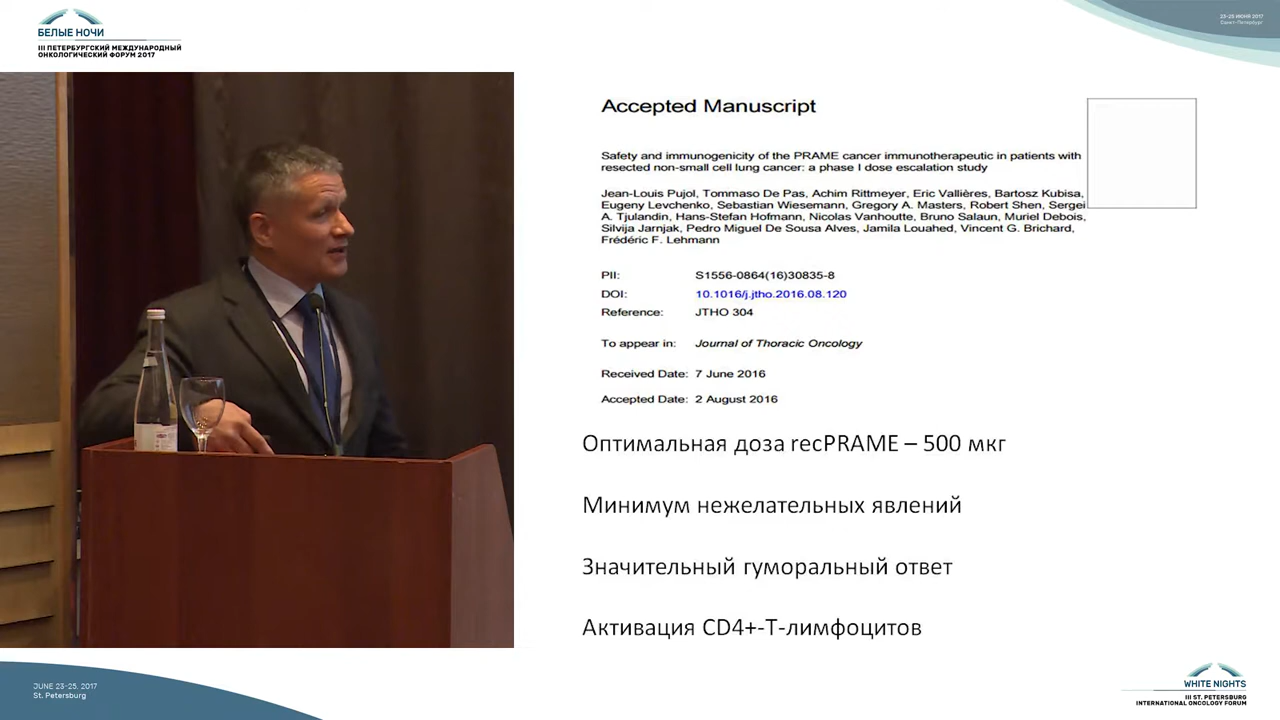 БЕЛЫЕ НОЧИ
III ПЕТЕРБУРГСКИЙ МЕЖДУНАРОДНЫЙ
ОНКОЛОГИЧЕСКИЙ ФОРУМ 2017
23-25 ИЮНЯ 2017
Санкт-Петербург
Accepted Manuscript
Safety and immunogenicity of the PRAME cancer immunotherapeutic in patients with
resected non-small cell lung cancer: a phase I dose escalation study
Jean-Louis Pujol, Tommaso De Pas, Achim Rittmeyer, Eric Vallières, Bartosz Kubisa,
Eugeny Levchenko, Sebastian Wiesemann, Gregory A. Masters, Robert Shen, Sergei
A. Tjulandin, Hans-Stefan Hofmann, Nicolas Vanhoutte, Bruno Salaun, Muriel Debois,
Silvija Jarnjak, Pedro Miguel De Sousa Alves, Jamila Louahed, Vincent G. Brichard,
Frédéric F. Lehmann
PII: S1556-0864(16)30835-8
DOI: 10.1016/j.jtho.2016.08.120
Reference: JTHO 304
To appear in: Journal of Thoracic Oncology
Received Date: 7 June 2016
Accepted Date: 2 August 2016
Оптимальная доза recPRAME – 500 мкг
Минимум нежелательных явлений
Значительный гуморальный ответ
Активация CD4+-Т-лимфоцитов
JUNE 23-25, 2017
St. Petersburg
WHITE NIGHTS
III ST. PETERSBURG
INTERNATIONAL ONCOLOGY FORUM